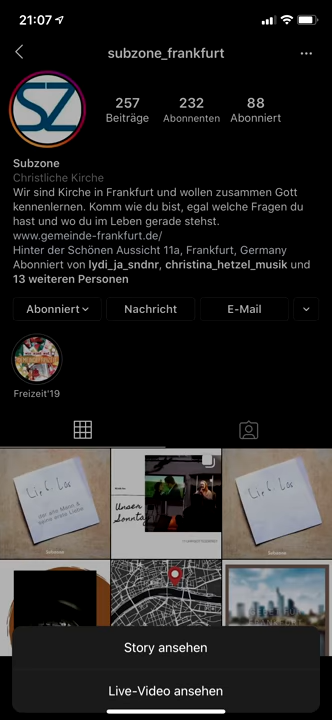 21:07
subzone_frankfurt
SZ
257
232
88
Beiträge
Abonnenten
Abonniert
Subzone
Christliche Kirche
Wir sind Kirche in Frankfurt und wollen zusammen Gott
kennenlernen. Komm wie du bist, egal welche Fragen du
hast und wo du im Leben gerade stehst.
www.gemeinde-frankfurt.de/
Hinter der Schönen Aussicht 11a, Frankfurt, Germany
Abonniert von lydi_ja_sndnr, christina_hetzel_musik und
13 weiteren Personen
Abonniert
Nachricht
E-Mail
Freizeit'19
Unser
Sonntag
Story ansehen
Live-Video ansehen